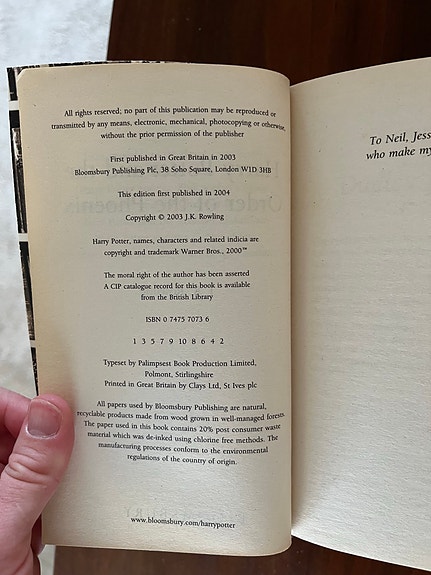 All rights reserved; no part of this publication may be reproduced or
transmitted by any means, electronic, mechanical, photocopying or otherwise,
without the prior permission of the publisher
First published in Great Britain in 2003
Bloomsbury Publishing Plc, 38 Soho Square, London W1D 3HB
This edition first published in 2004
Copyright © 2003 J.K. Rowling
Harry Potter, names, characters and related indicia are
copyright and trademark Warner Bros., 2000™
The moral right of the author has been asserted
A CIP catalogue record for this book is available
from the British Library
ISBN 0 7475 7073 6
1 3 5 7 9 10 8 6 4 2
Typeset by Palimpsest Book Production Limited,
Polmont, Stirlingshire
Printed in Great Britain by Clays Ltd, St Ives plc
All papers used by Bloomsbury Publishing are natural,
recyclable products made from wood grown in well-managed forests.
The paper used in this book contains 20% post consumer waste
material which was de-inked using chlorine free methods. The
manufacturing processes conform to the environmental
regulations of the country of origin.
www.bloomsbury.com/harrypotter
To Neil, Jess
who make my